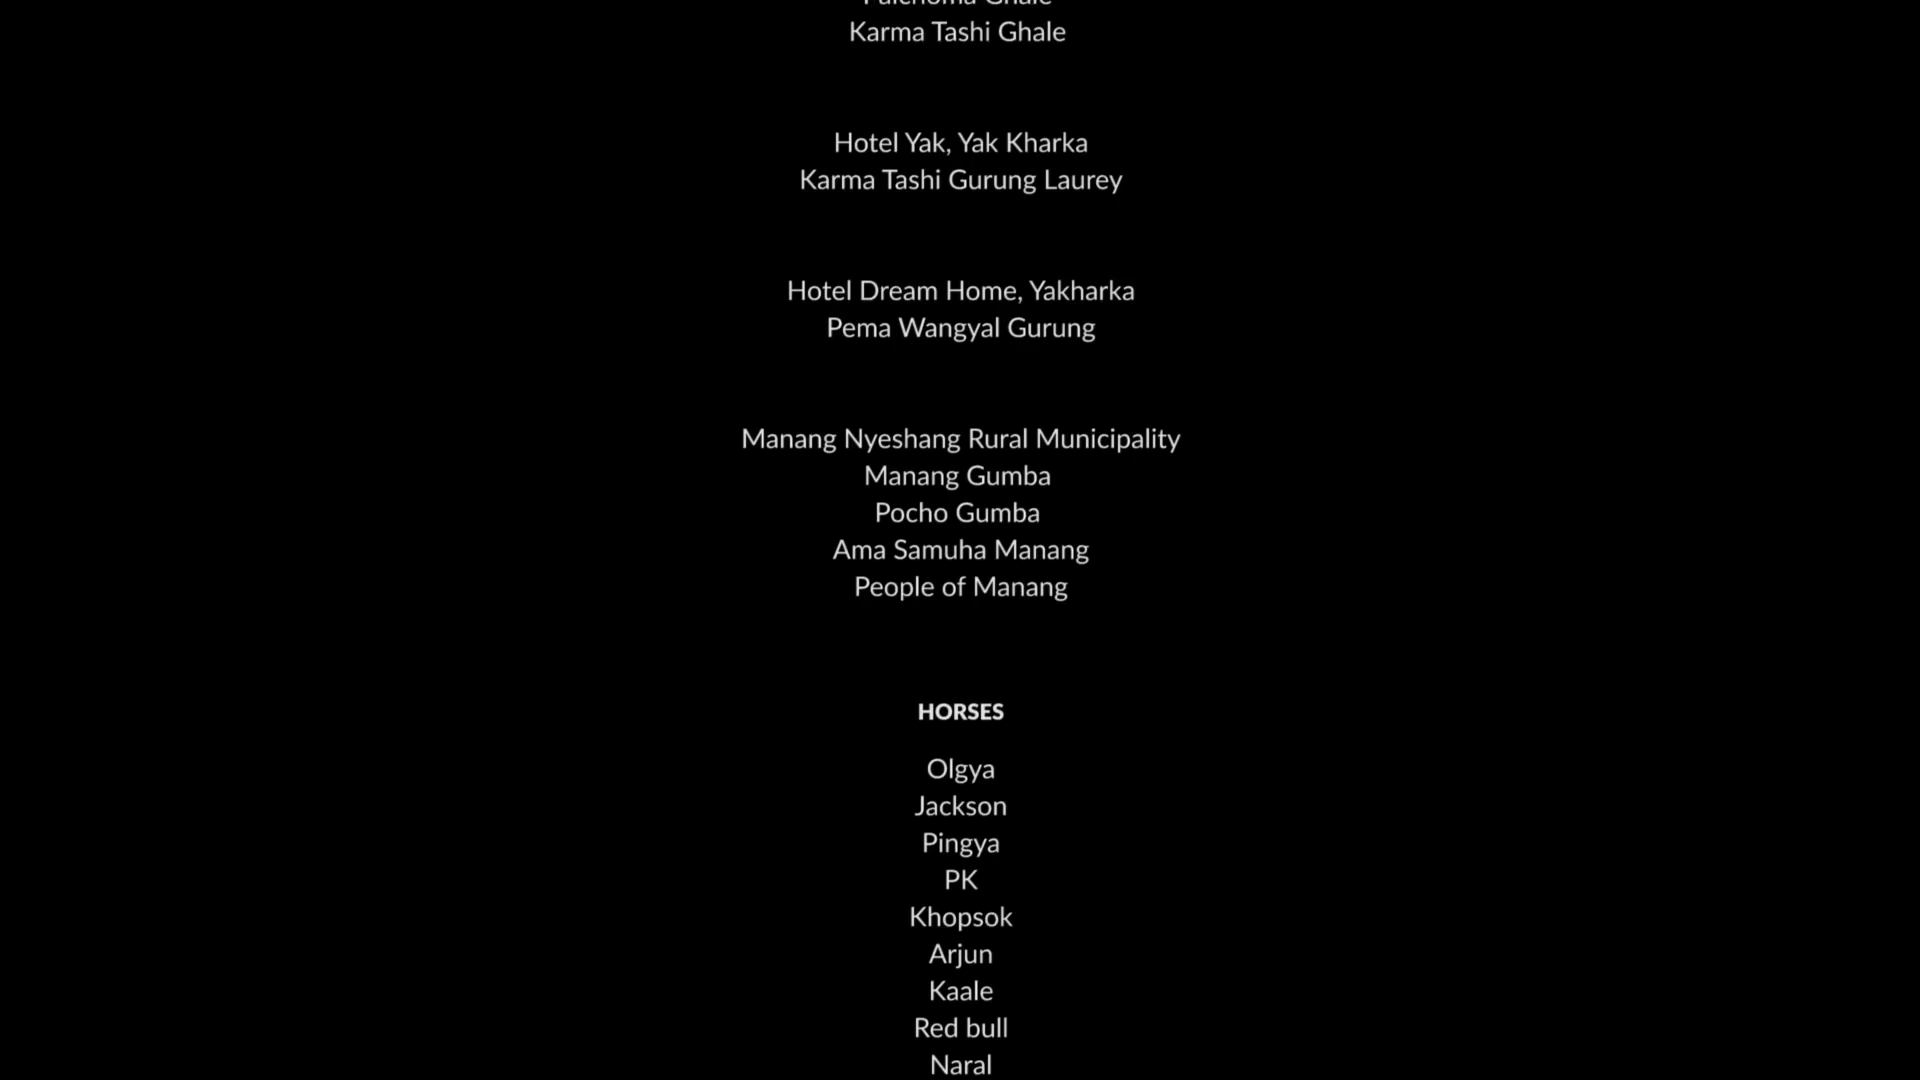 Ghale
Karma Tashi Ghale
Hotel Yak, Yak Kharka
Karma Tashi Gurung Laurey
Hotel Dream Home, Yakharka
Pema Wangyal Gurung
Manang Nyeshang Rural Municipality
Manang Gumba
Pocho Gumba
Ama Samuha Manang
People of Manang
HORSES
Olgya
Jackson
Pingya
PK
Khopsok
Arjun
Kaale
Red bull
Naral